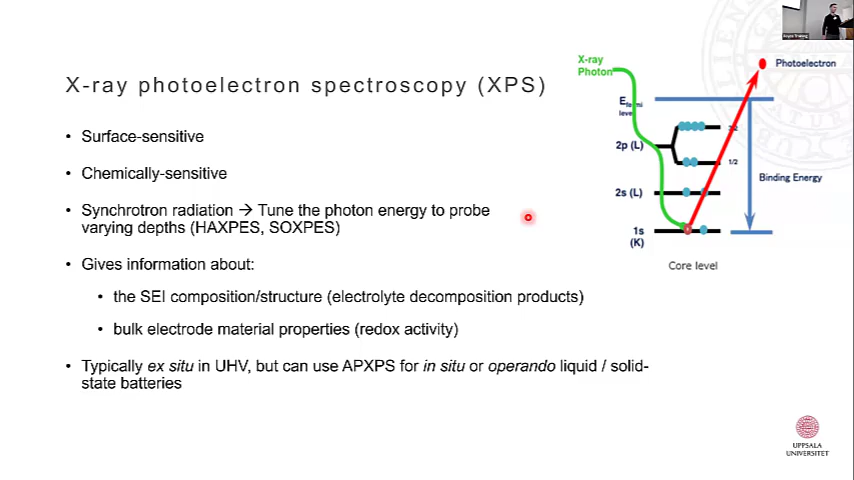 X-ray photoelectron spectroscopy (XPS)
• Surface-sensitive
• Chemically-sensitive
• Synchrotron radiation → Tune the photon energy to probe
varying depths (HAXPES, SOXPES)
• Gives information about:
• the SEI composition/structure (electrolyte decomposition products)
• bulk electrode material properties (redox activity)
• Typically ex situ in UHV, but can use APXPS for in situ or operando liquid / solid-
state batteries
X-ray
Photon
Photoelectron
level
2p (L)
1/2
2s (L)
Binding Energy
1s
(K)
Core level
UPPSALA
UNIVERSITET